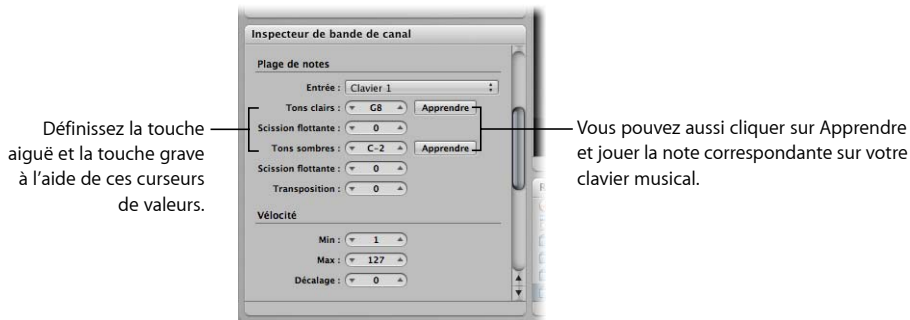 Inspecteur de bande de canal
Plage de notes
Entrée : Clavier 1
Tons clairs : G8 Apprendre
Scission flottante : 0
Tons sombres : C-2 Apprendre
Scission flottante : 0
Transposition : 0
Vélocité
Min : 1
Max : 127
Décalage : 0
Définissez la touche
aiguë et la touche grave
à l'aide de ces curseurs
de valeurs.
Vous pouvez aussi cliquer sur Apprendre
et jouer la note correspondante sur votre
clavier musical.